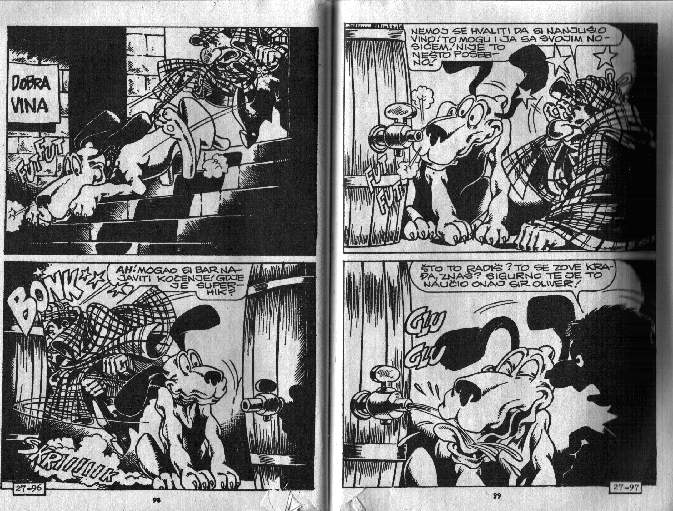 DOBRA
VINA
FUT FUT
BONK
AH! MOGAO SI BAR NA-
JAVITI KOČENJE! GDJE
JE SUPER
HIK?
27-96
98
NEMOJ SE HVALITI DA SI NANJUŠIO
VINO! TO MOGU I JA SA SVOJIM NO-
SIĆEM! NIJE TO
NEŠTO POSEB-
NO!
ŠTO TO RADIŠ? TO SE ZOVE KRA-
ĐA, ZNAŠ? SIGURNO TE JE TO
NAUČIO ONAJ SIR OLIVER!
GLU
GLU
99
27-97